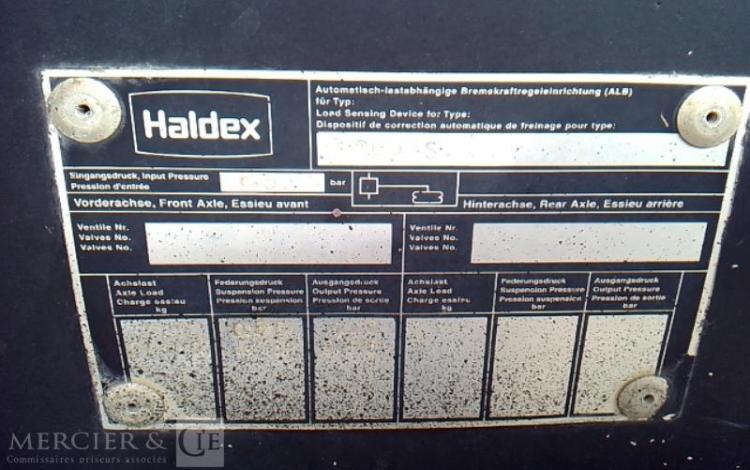 Haldex
Automatisch-lastabhängige Bremskraftregeleinrichtung (ALB)
für Typ:
Load Sensing Device for Type:
Dispositif de correction automatique de freinage pour type:
Eingangsdruck, Input Pressure
Pression d'entrée
bar
Vorderachse, Front Axle, Essieu avant
Hinterachse, Rear Axle, Essieu arrière
Ventile Nr.
Valves No.
Valves No.
Ventile Nr.
Valves No.
Valves No.
Achslast
Axle Load
Charge essieu
kg
Federungsdruck
Suspension Pressure
Pression suspension
bar
Ausgangsdruck
Output Pressure
Pression de sortie
bar
Achslast
Axle Load
Charge essieu
kg
Federungsdruck
Suspension Pressure
Pression suspension
bar
Ausgangsdruck
Output Pressure
Pression de sortie
bar
MERCIER & CIE
Commissaires priseurs associés